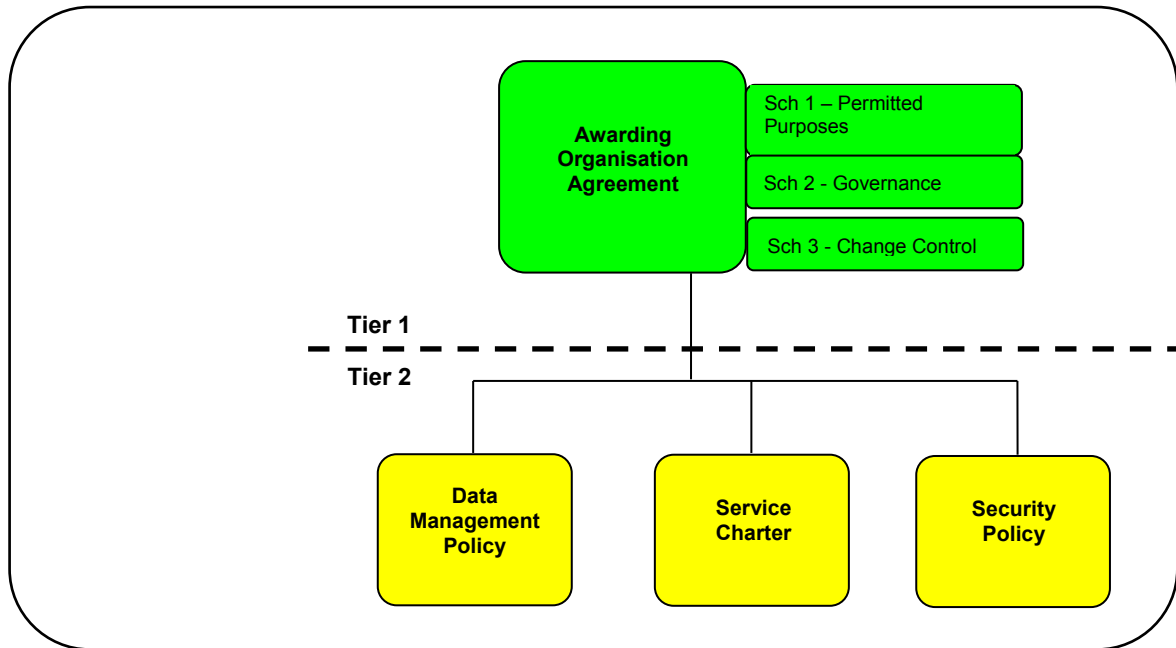 Awarding
Organisation
Agreement
Sch 1 – Permitted
Purposes
Sch 2 - Governance
Sch 3 - Change Control
Tier 1
Tier 2
Data
Management
Policy
Service
Charter
Security
Policy